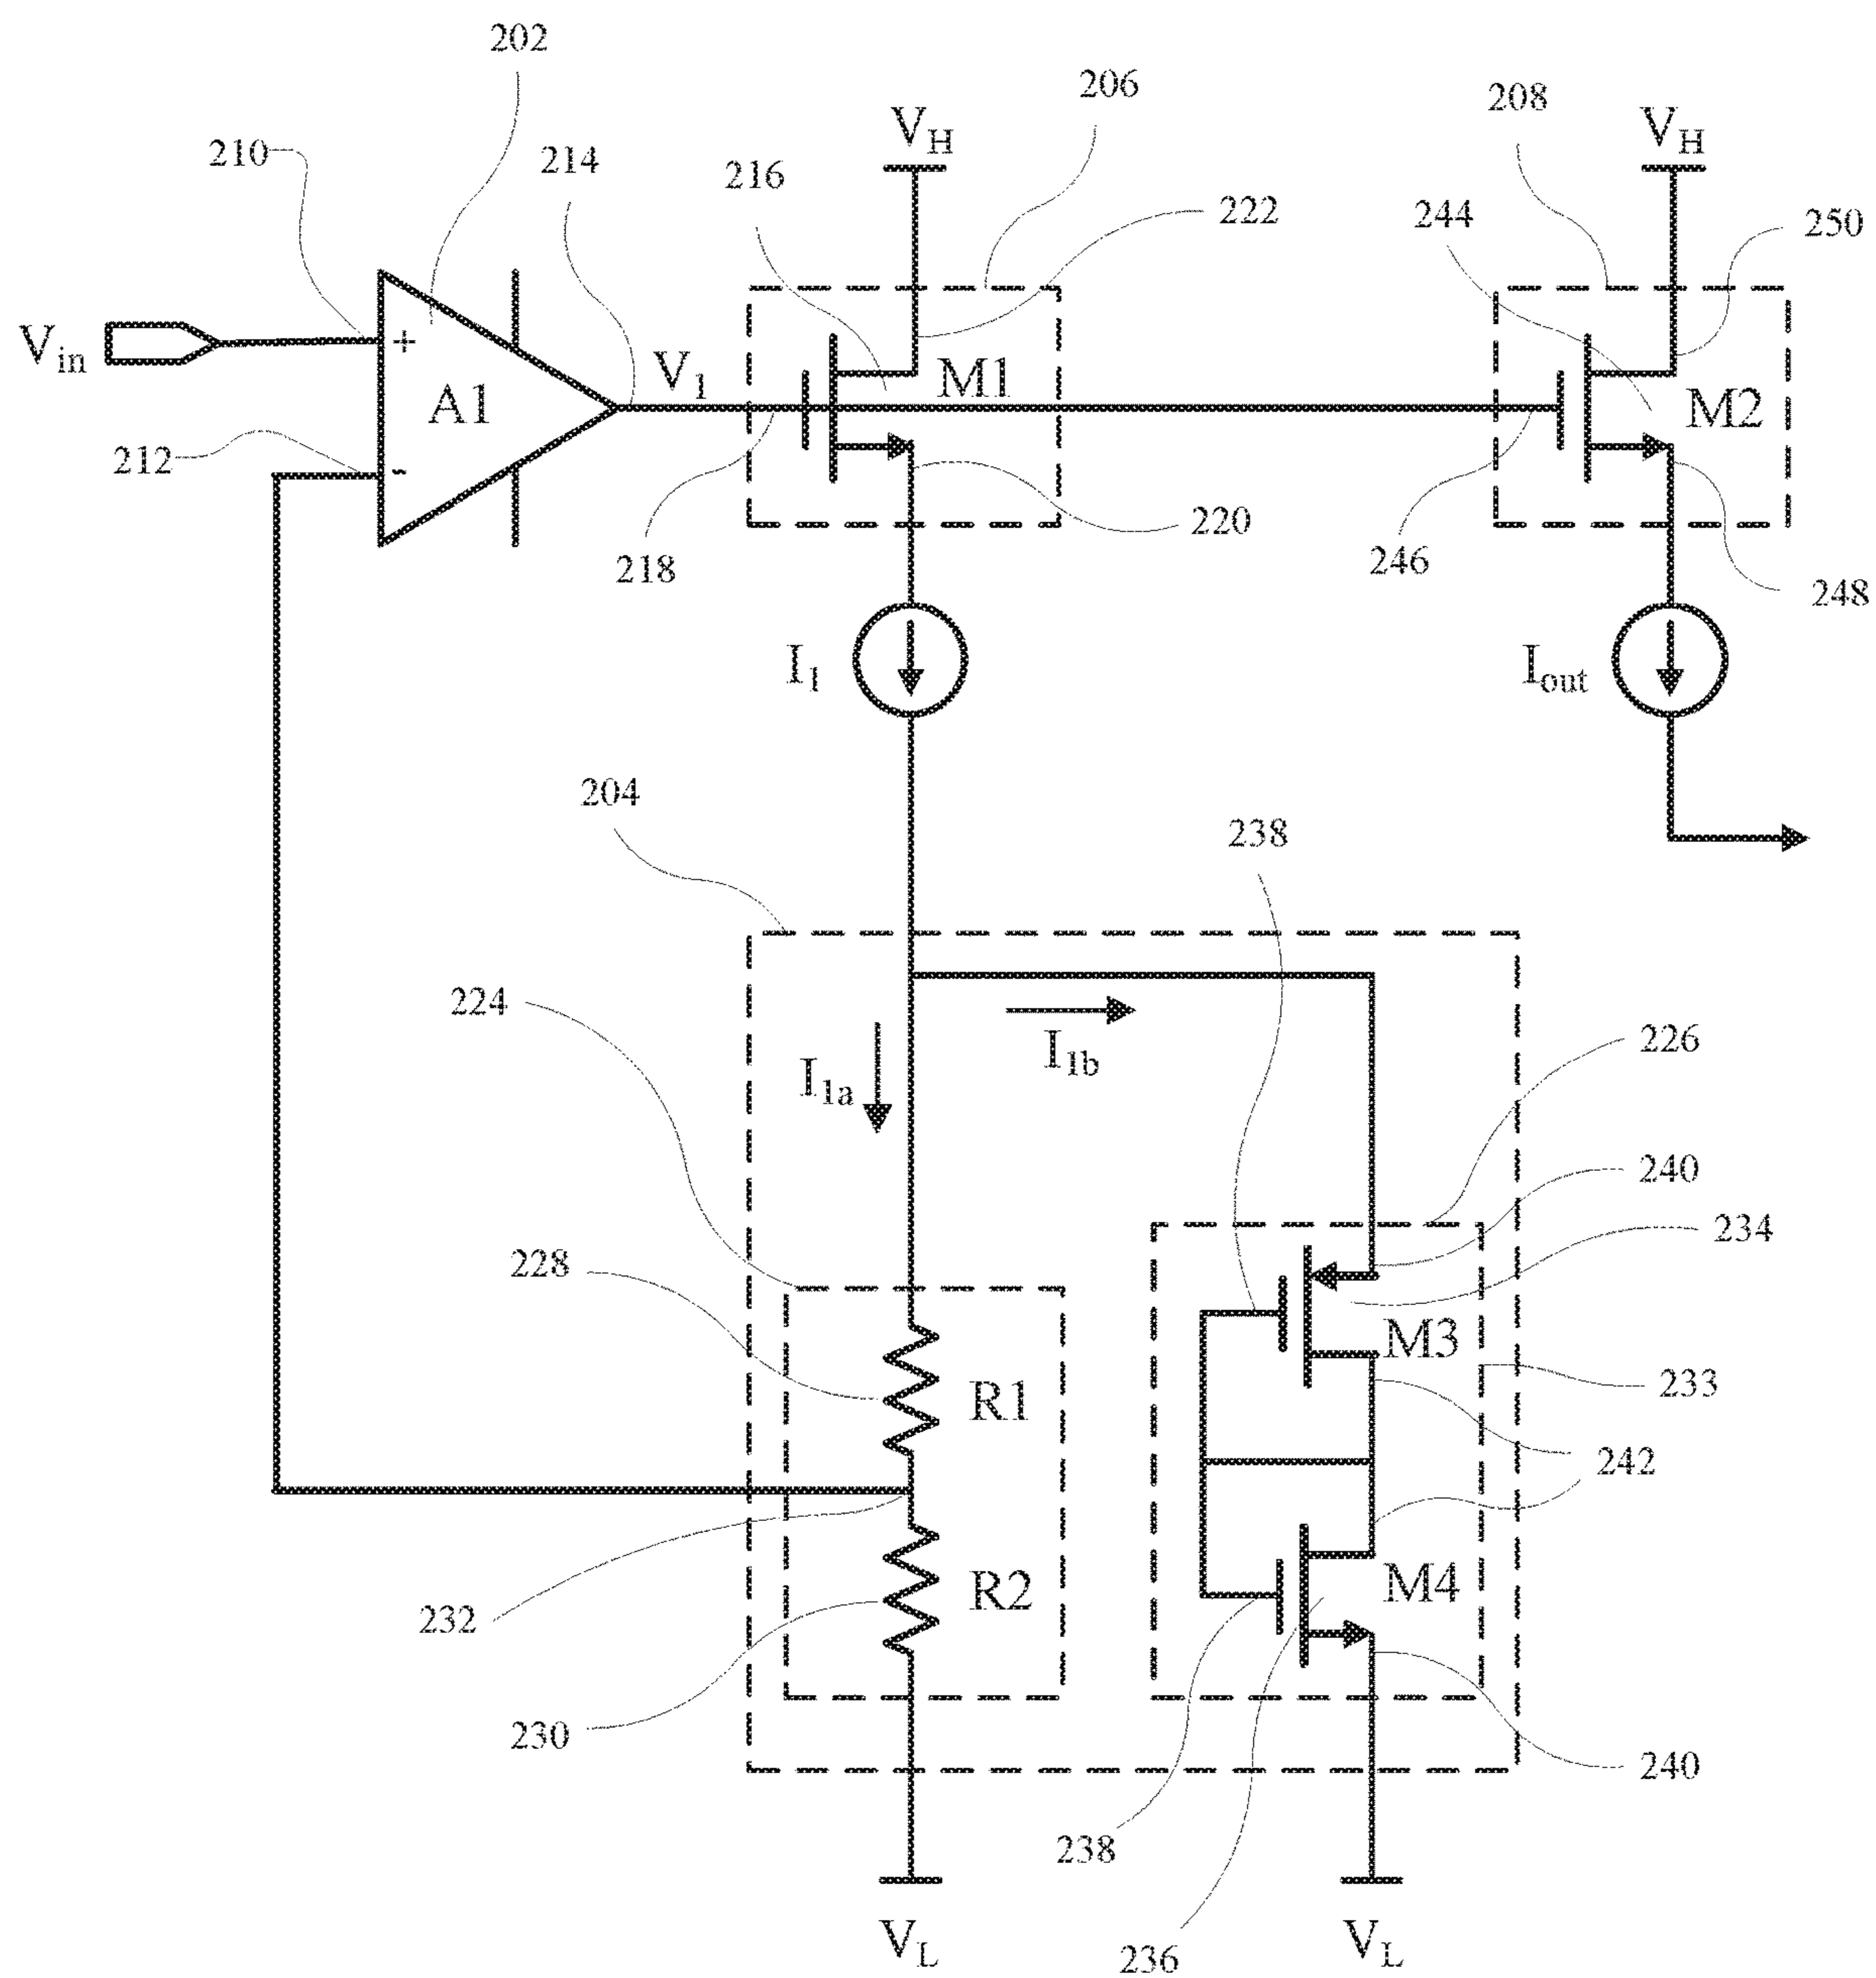 202
206
208
V_H
V_H
210
214
216
222
244
250
V_in
+
A1
V_1
M1
M2
212
-
218
220
246
248
I_1
I_out
204
238
224
I_1a
I_1b
226
240
234
228
R1
M3
233
242
232
R2
M4
230
238
240
236
V_L
V_L